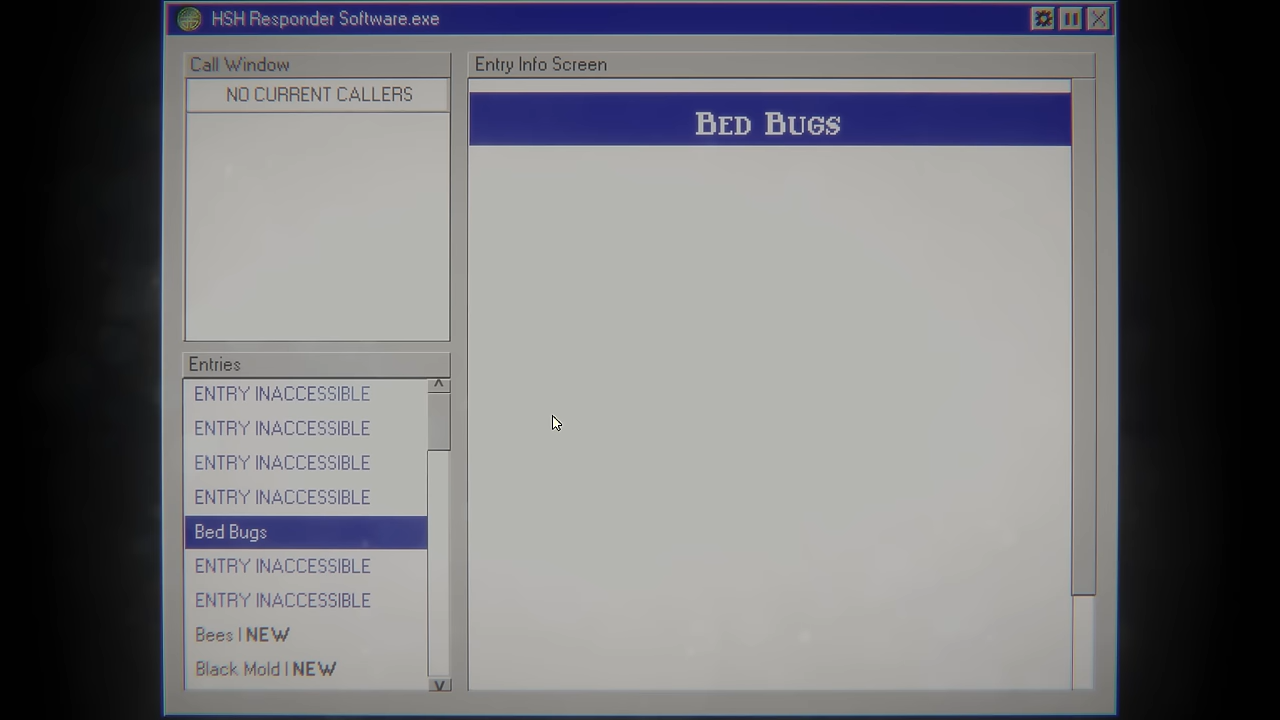 HSH Responder Software.exe
Call Window
NO CURRENT CALLERS
Entries
ENTRY INACCESSIBLE
ENTRY INACCESSIBLE
ENTRY INACCESSIBLE
ENTRY INACCESSIBLE
Bed Bugs
ENTRY INACCESSIBLE
ENTRY INACCESSIBLE
Bees | NEW
Black Mold | NEW
Entry Info Screen
BED BUGS